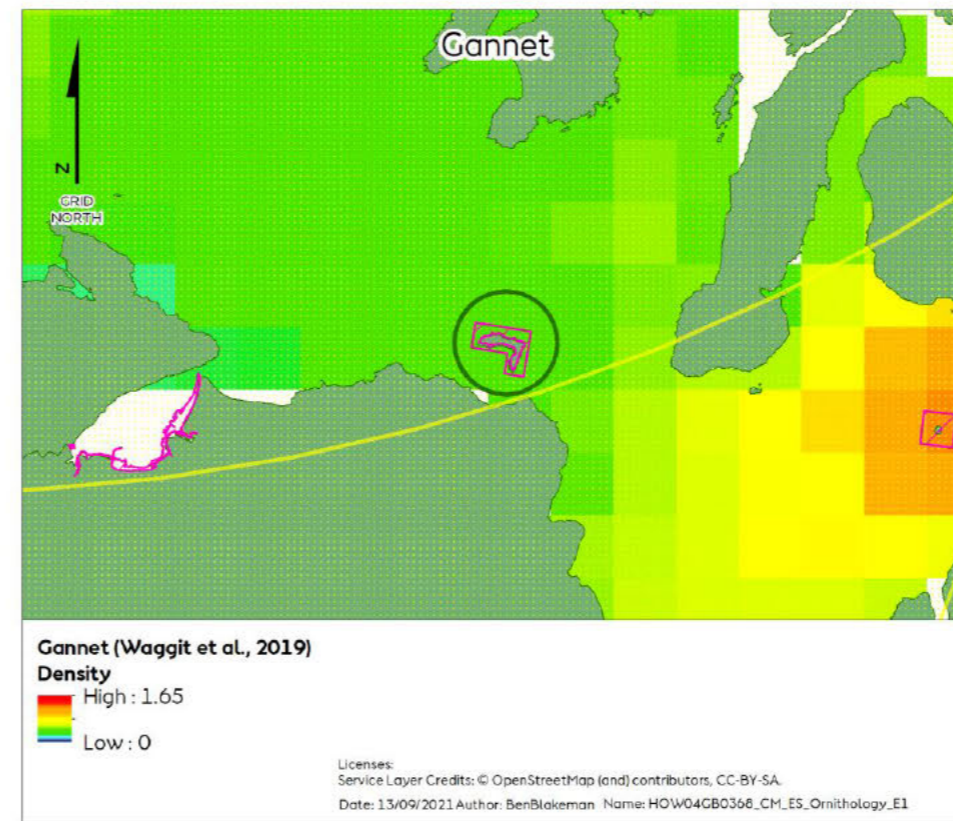 Gannet
N
GRID
NORTH
Gannet (Waggit et al., 2019)
Density
High : 1.65
Low : 0
Licenses:
Service Layer Credits: © OpenStreetMap (and) contributors, CC-BY-SA.
Date: 13/09/2021 Author: BenBlakeman Name: HOW04GB0368_CM_ES_Ornithology_E1